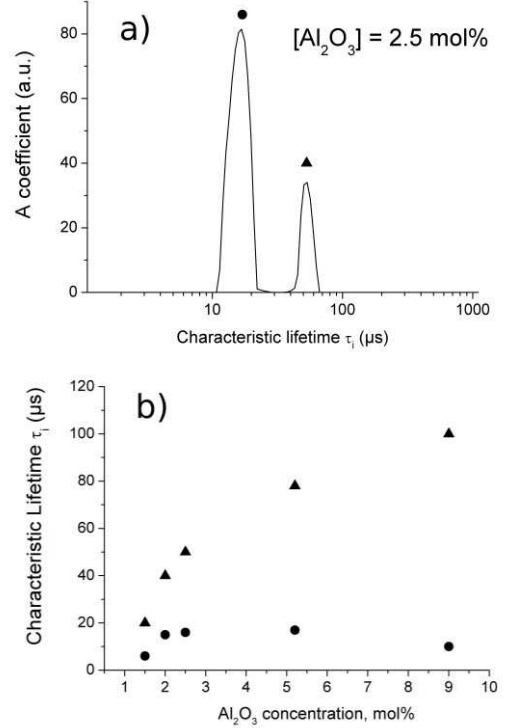 a)
[Al₂O₃] = 2.5 mol%
A coefficient (a.u.)
80
60
40
20
0
10 100 1000
Characteristic lifetime τᵢ (µs)
b)
Characteristic Lifetime τᵢ (µs)
120
100
80
60
40
20
0
1 2 3 4 5 6 7 8 9 10
Al₂O₃ concentration, mol%